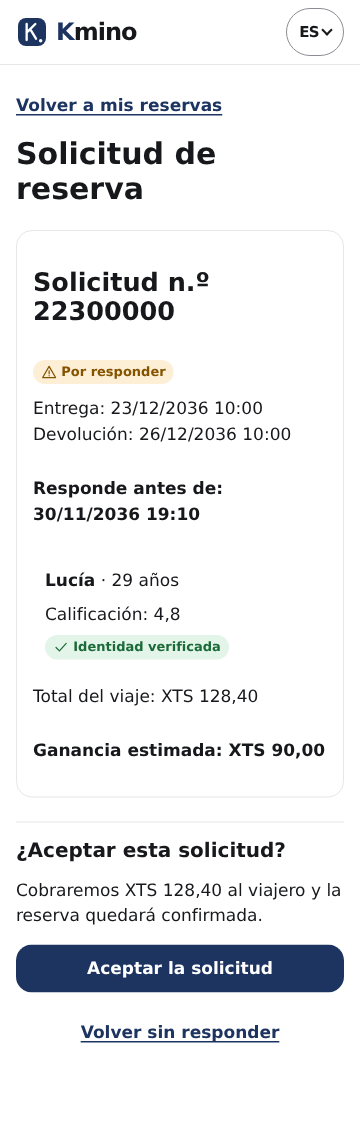 K. Kmino
ES
Volver a mis reservas
Solicitud de
reserva
Solicitud n.º
22300000
Por responder
Entrega: 23/12/2036 10:00
Devolución: 26/12/2036 10:00
Responde antes de:
30/11/2036 19:10
Lucía · 29 años
Calificación: 4,8
Identidad verificada
Total del viaje: XTS 128,40
Ganancia estimada: XTS 90,00
¿Aceptar esta solicitud?
Cobraremos XTS 128,40 al viajero y la
reserva quedará confirmada.
Aceptar la solicitud
Volver sin responder